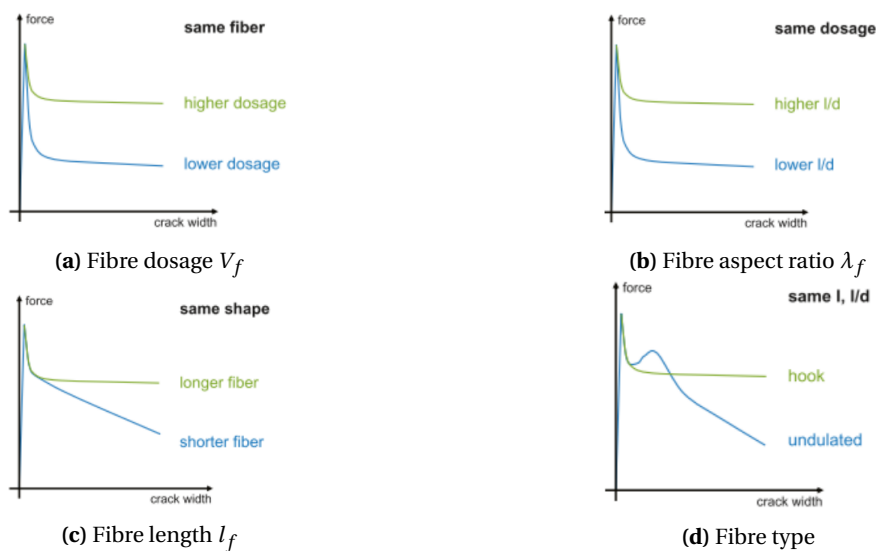 force
same fiber
higher dosage
lower dosage
crack width
(a) Fibre dosage V_f
force
same dosage
higher l/d
lower l/d
crack width
(b) Fibre aspect ratio λ_f
force
same shape
longer fiber
shorter fiber
crack width
(c) Fibre length l_f
force
same l, l/d
hook
undulated
crack width
(d) Fibre type